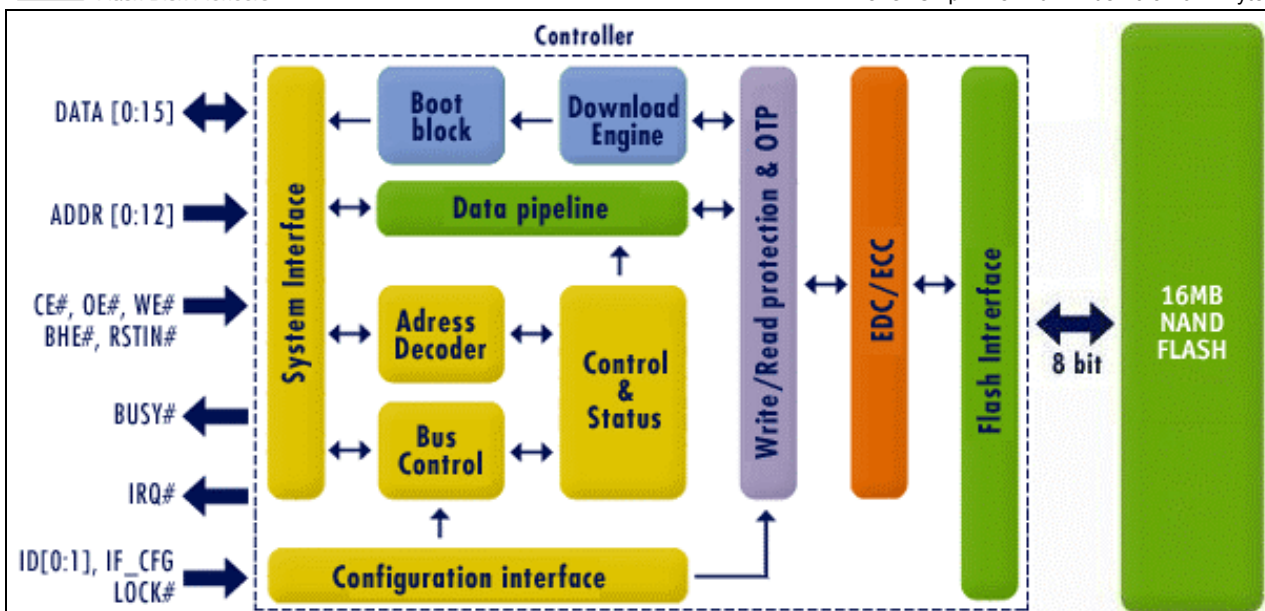 Controller
DATA [0:15]
ADDR [0:12]
CE#, OE#, WE#
BHE#, RSTIN#
BUSY#
IRQ#
ID[0:1], IF_CFG
LOCK#
System Interface
Boot
block
Download
Engine
Data pipeline
Adress
Decoder
Control
&
Status
Bus
Control
Configuration interface
Write/Read protection & OTP
EDC/ECC
Flash Intrerface
8 bit
16MB
NAND
FLASH